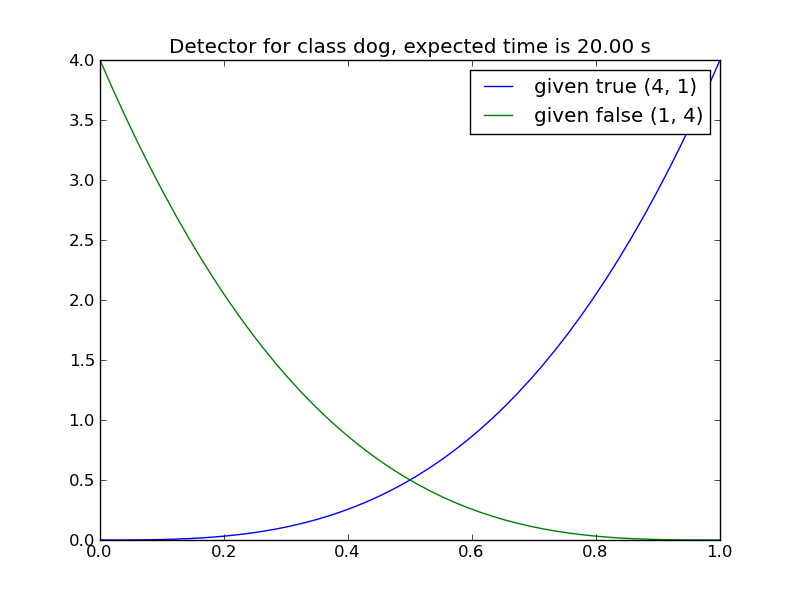 Detector for class dog, expected time is 20.00 s
given true (4, 1)
given false (1, 4)
4.0
3.5
3.0
2.5
2.0
1.5
1.0
0.5
0.0
0.0 0.2 0.4 0.6 0.8 1.0